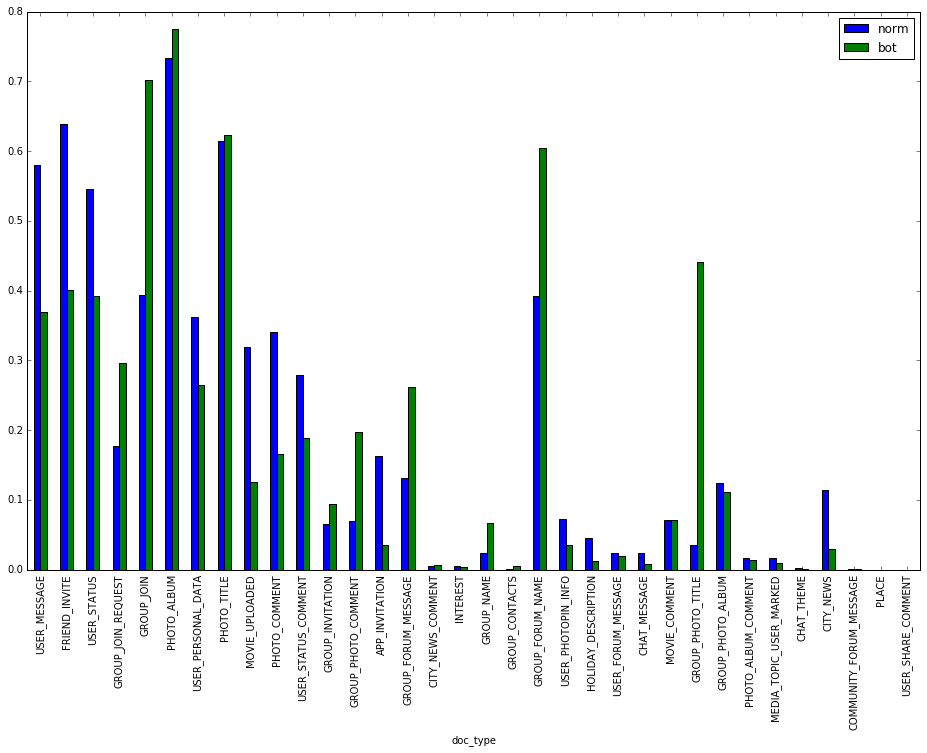 0.8
0.7
0.6
0.5
0.4
0.3
0.2
0.1
0.0
norm
bot
USER_MESSAGE
FRIEND_INVITE
USER_STATUS
GROUP_JOIN_REQUEST
GROUP_JOIN
PHOTO_ALBUM
USER_PERSONAL_DATA
PHOTO_TITLE
MOVIE_UPLOADED
PHOTO_COMMENT
USER_STATUS_COMMENT
GROUP_INVITATION
GROUP_PHOTO_COMMENT
APP_INVITATION
GROUP_FORUM_MESSAGE
CITY_NEWS_COMMENT
INTEREST
GROUP_NAME
GROUP_CONTACTS
GROUP_FORUM_NAME
USER_PHOTOPIN_INFO
HOLIDAY_DESCRIPTION
USER_FORUM_MESSAGE
CHAT_MESSAGE
MOVIE_COMMENT
GROUP_PHOTO_TITLE
GROUP_PHOTO_ALBUM
PHOTO_ALBUM_COMMENT
MEDIA_TOPIC_USER_MARKED
CHAT_THEME
CITY_NEWS
COMMUNITY_FORUM_MESSAGE
PLACE
USER_SHARE_COMMENT
doc_type